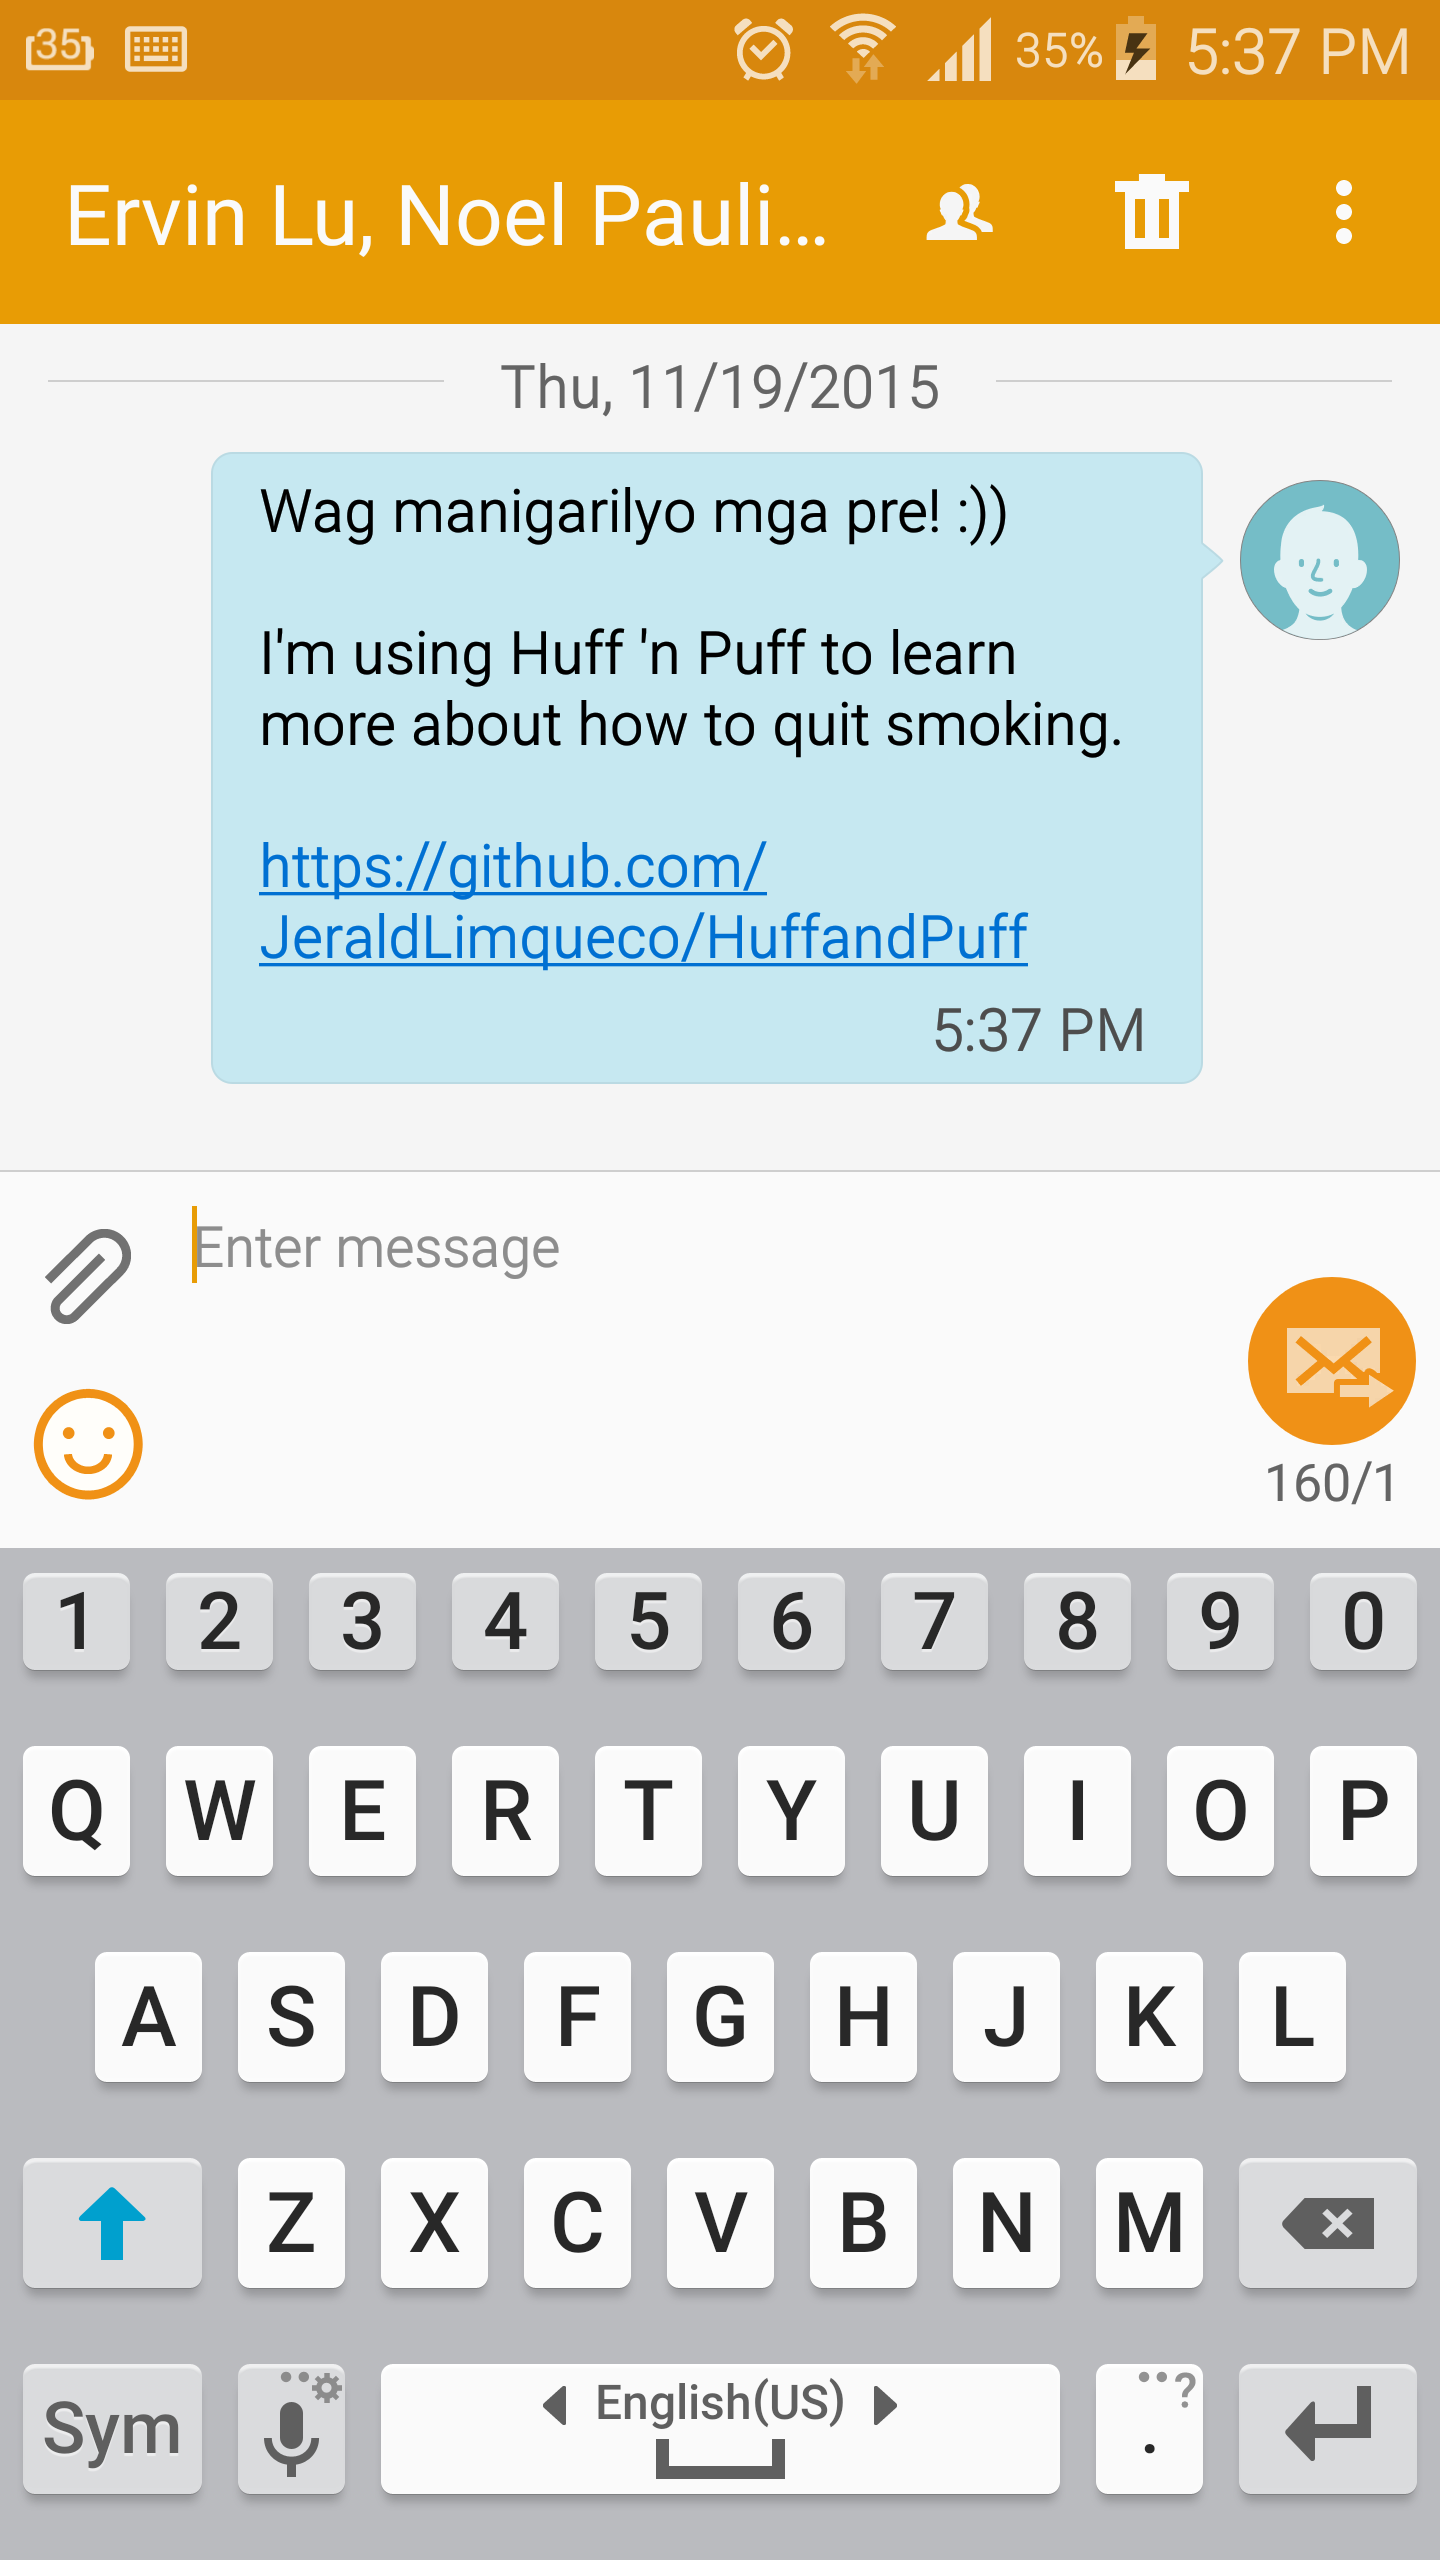 35
35%
5:37 PM
Ervin Lu, Noel Pauli...
Thu, 11/19/2015
Wag manigarilyo mga pre! :))
I'm using Huff 'n Puff to learn
more about how to quit smoking.
https://github.com/
JeraldLimqueco/HuffandPuff
5:37 PM
Enter message
160/1
1 2 3 4 5 6 7 8 9 0
Q W E R T Y U I O P
A S D F G H J K L
Z X C V B N M
Sym
English(US)
. ?